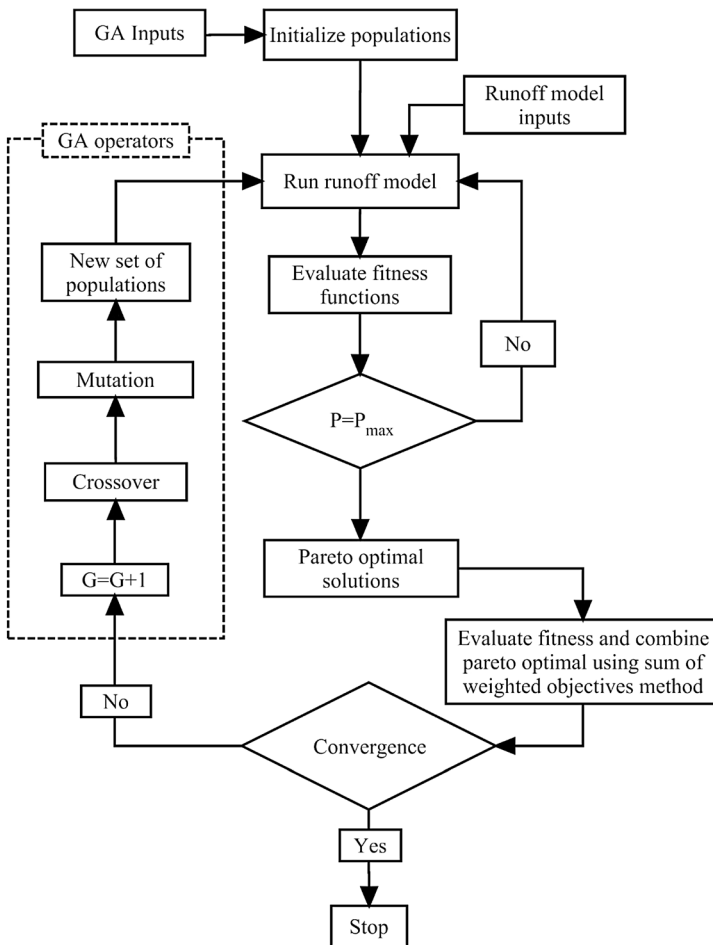 GA Inputs
Initialize populations
Runoff model
inputs
GA operators
Run runoff model
New set of
populations
Evaluate fitness
functions
No
Mutation
P=Pmax
Crossover
Pareto optimal
solutions
G=G+1
Evaluate fitness and combine
pareto optimal using sum of
weighted objectives method
No
Convergence
Yes
Stop